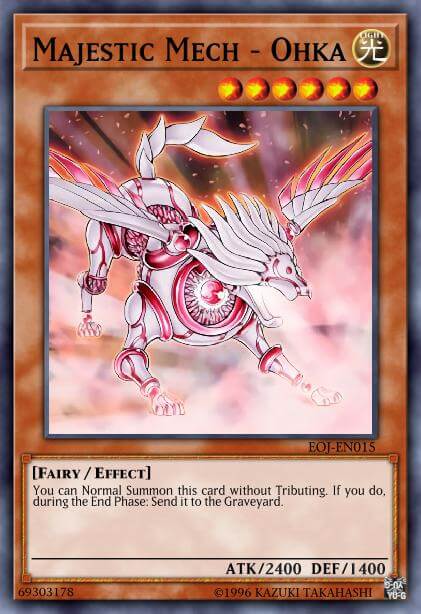 MAJESTIC MECH - OHKA
LIGHT
光
EOJ-EN015
[FAIRY / EFFECT]
You can Normal Summon this card without Tributing. If you do,
during the End Phase: Send it to the Graveyard.
ATK/2400 DEF/1400
69303178
©1996 KAZUKI TAKAHASHI